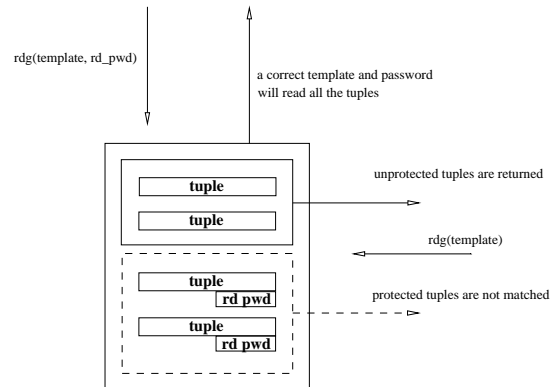 rdg(template, rd_pwd)
a correct template and password
will read all the tuples
tuple
tuple
unprotected tuples are returned
rdg(template)
tuple
rd pwd
protected tuples are not matched
tuple
rd pwd